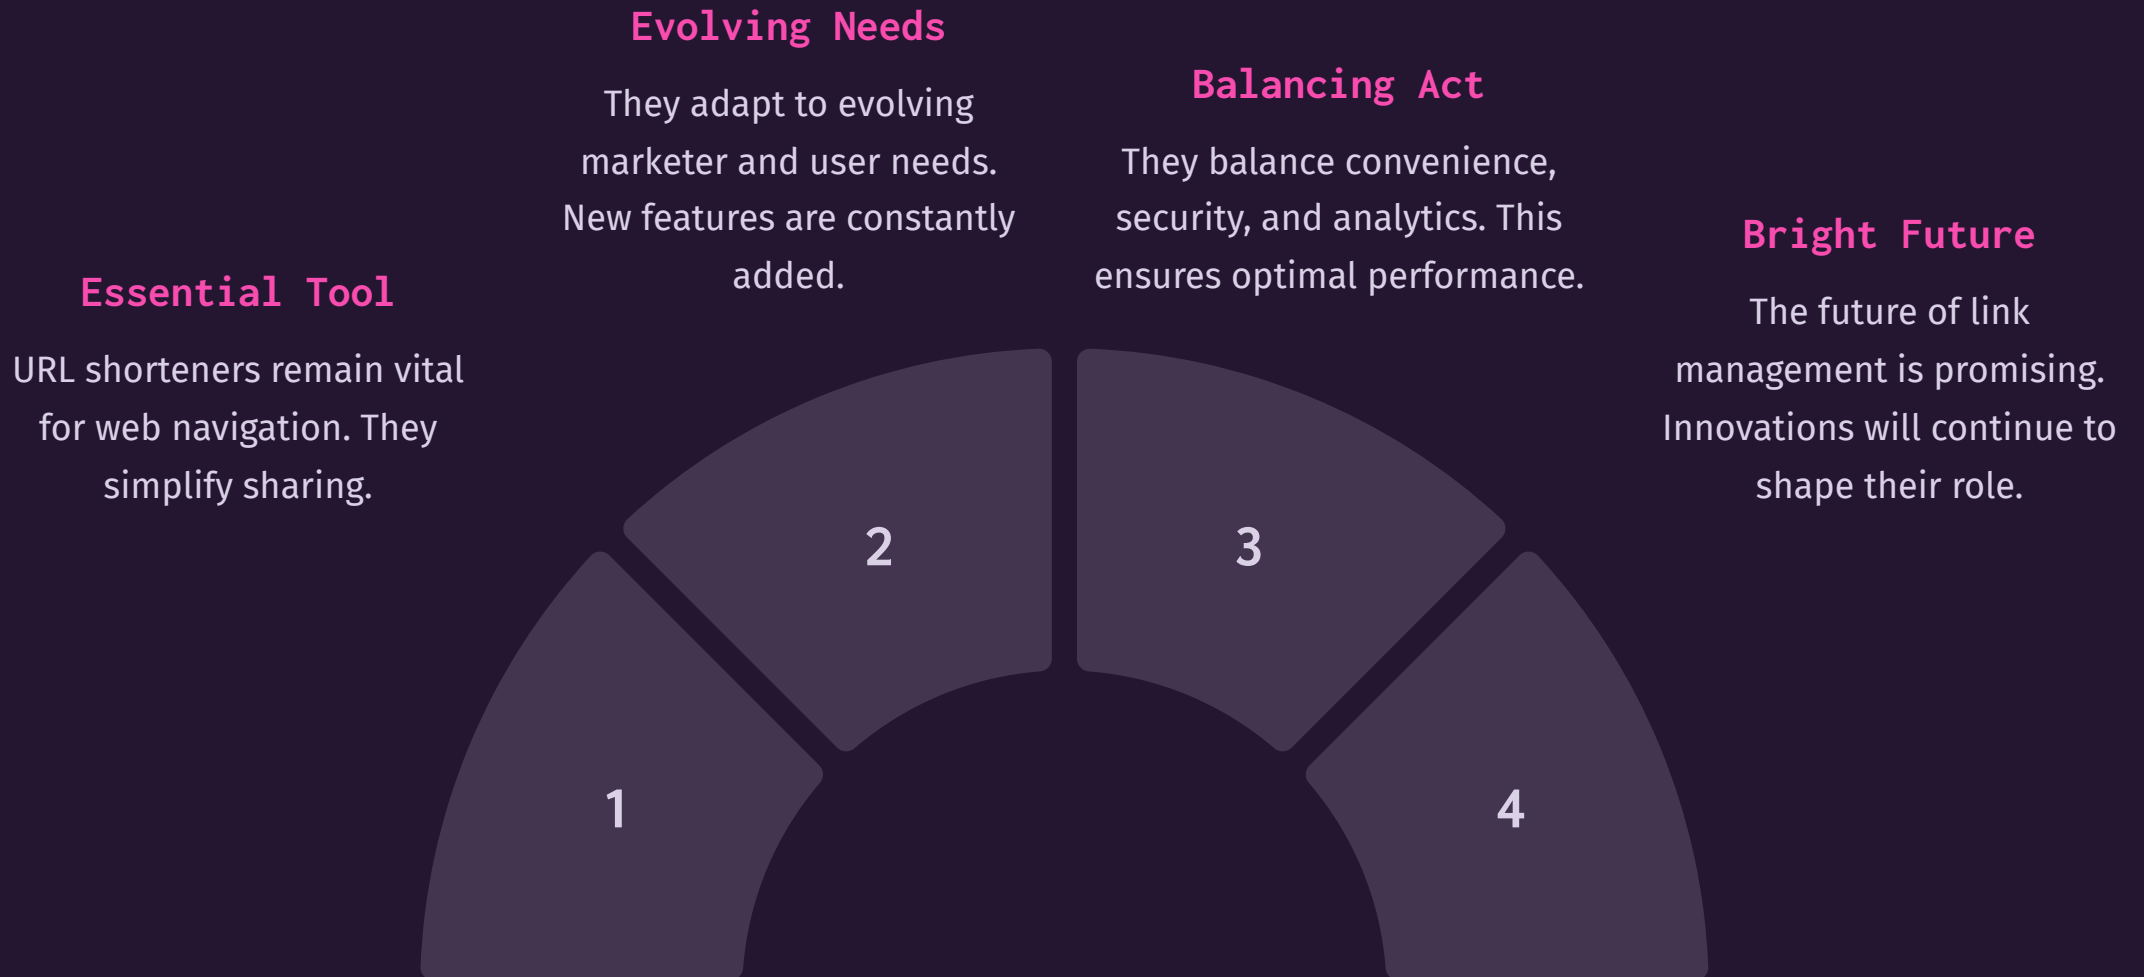 Essential Tool
URL shorteners remain vital
for web navigation. They
simplify sharing.
Evolving Needs
They adapt to evolving
marketer and user needs.
New features are constantly
added.
Balancing Act
They balance convenience,
security, and analytics. This
ensures optimal performance.
Bright Future
The future of link
management is promising.
Innovations will continue to
shape their role.
1
2
3
4